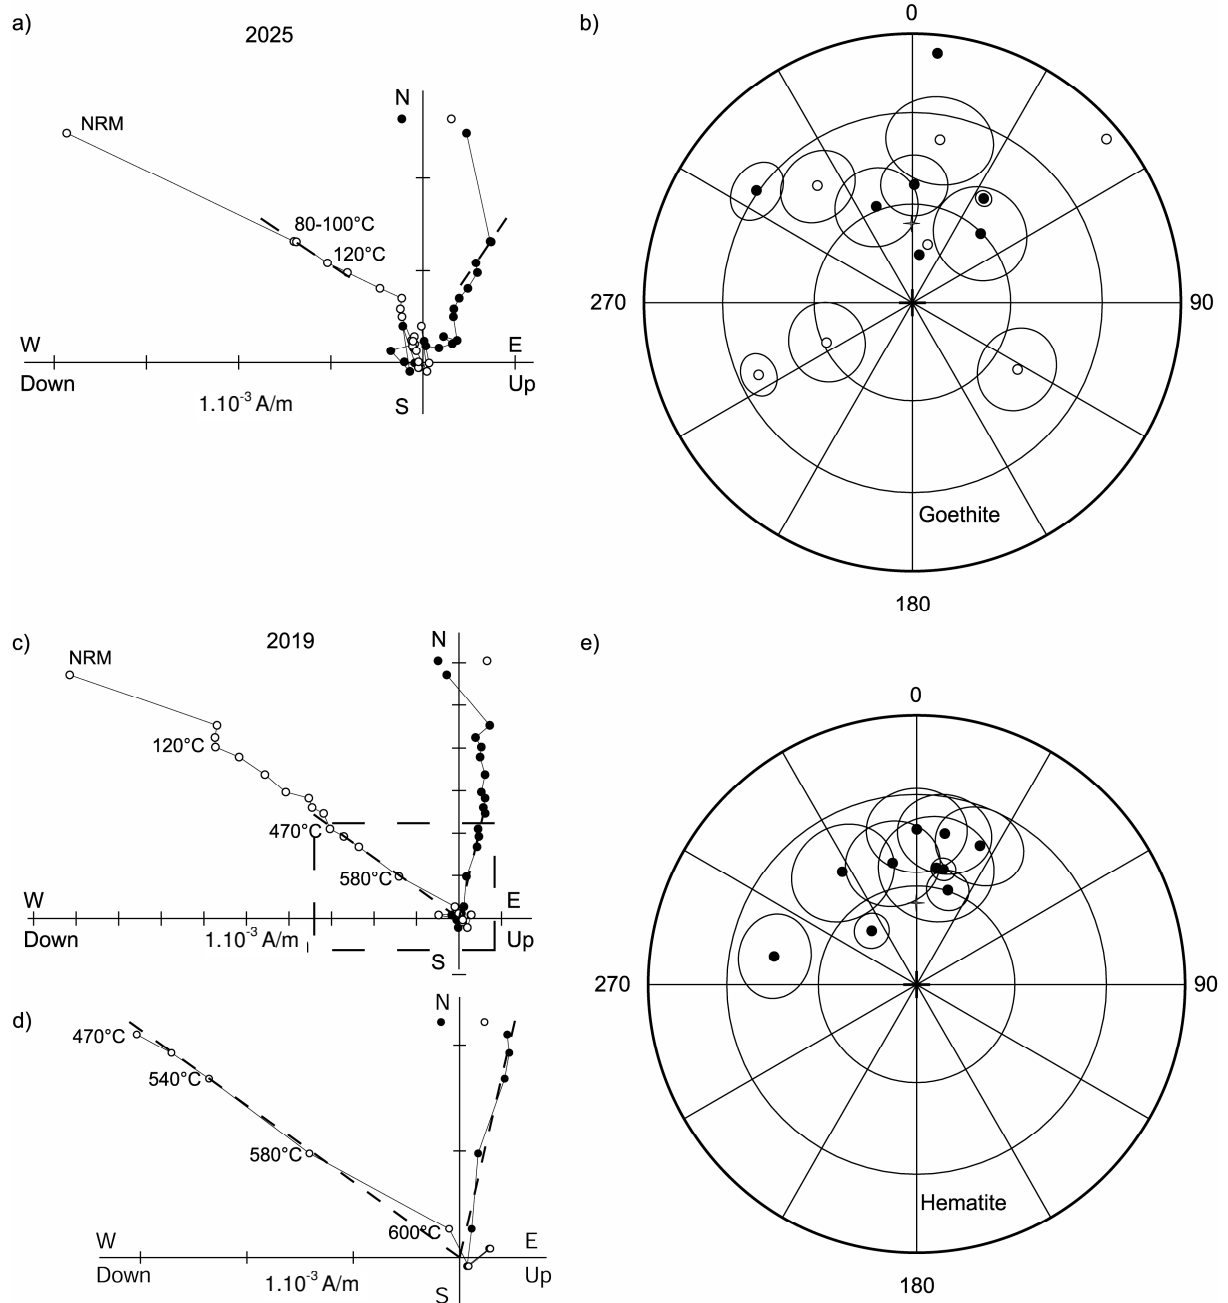 a)
2025
N
NRM
80-100°C
120°C
W
E
Down
Up
1.10⁻³ A/m
S
b)
0
270
90
Goethite
180
c)
2019
N
NRM
120°C
470°C
580°C
W
E
Down
Up
1.10⁻³ A/m
S
d)
N
470°C
540°C
580°C
600°C
W
E
Down
Up
1.10⁻³ A/m
S
e)
0
270
90
Hematite
180